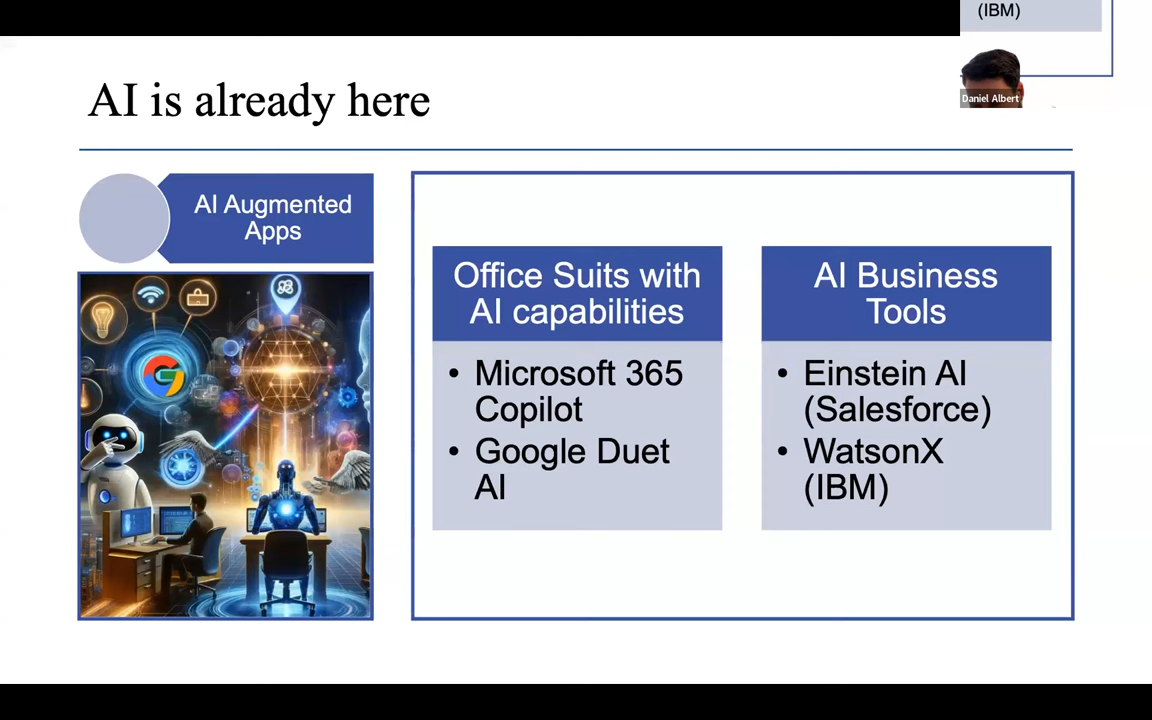 (IBM)
Daniel Albert
AI is already here
AI Augmented
Apps
Office Suits with
AI capabilities
• Microsoft 365
Copilot
• Google Duet
AI
AI Business
Tools
• Einstein AI
(Salesforce)
• WatsonX
(IBM)